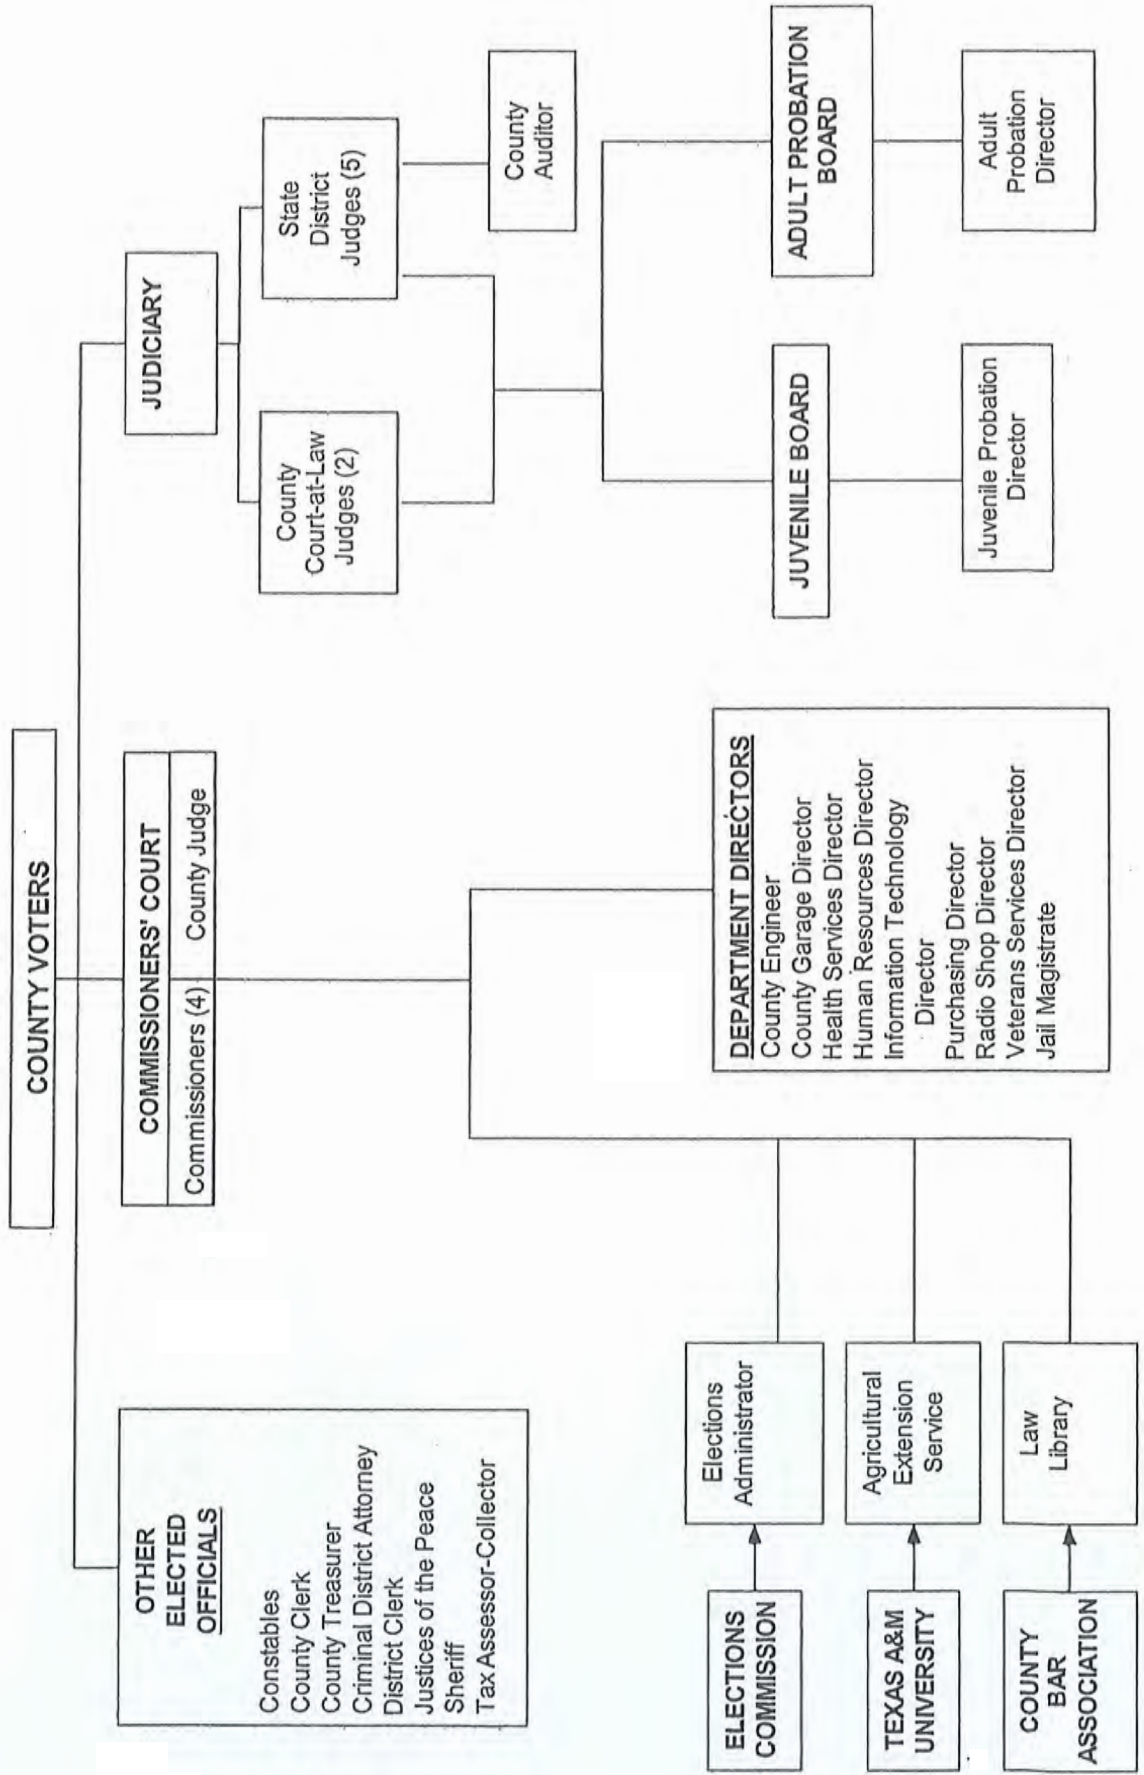 COUNTY VOTERS
OTHER
ELECTED
OFFICIALS
Constables
County Clerk
County Treasurer
Criminal District Attorney
District Clerk
Justices of the Peace
Sheriff
Tax Assessor-Collector
COMMISSIONERS' COURT
Commissioners (4) County Judge
JUDICIARY
County
Court-at-Law
Judges (2)
State
District
Judges (5)
County
Auditor
ELECTIONS
COMMISSION
Elections
Administrator
TEXAS A&M
UNIVERSITY
Agricultural
Extension
Service
COUNTY
BAR
ASSOCIATION
Law
Library
DEPARTMENT DIRECTORS
County Engineer
County Garage Director
Health Services Director
Human Resources Director
Information Technology
Director
Purchasing Director
Radio Shop Director
Veterans Services Director
Jail Magistrate
JUVENILE BOARD
ADULT PROBATION
BOARD
Juvenile Probation
Director
Adult
Probation
Director